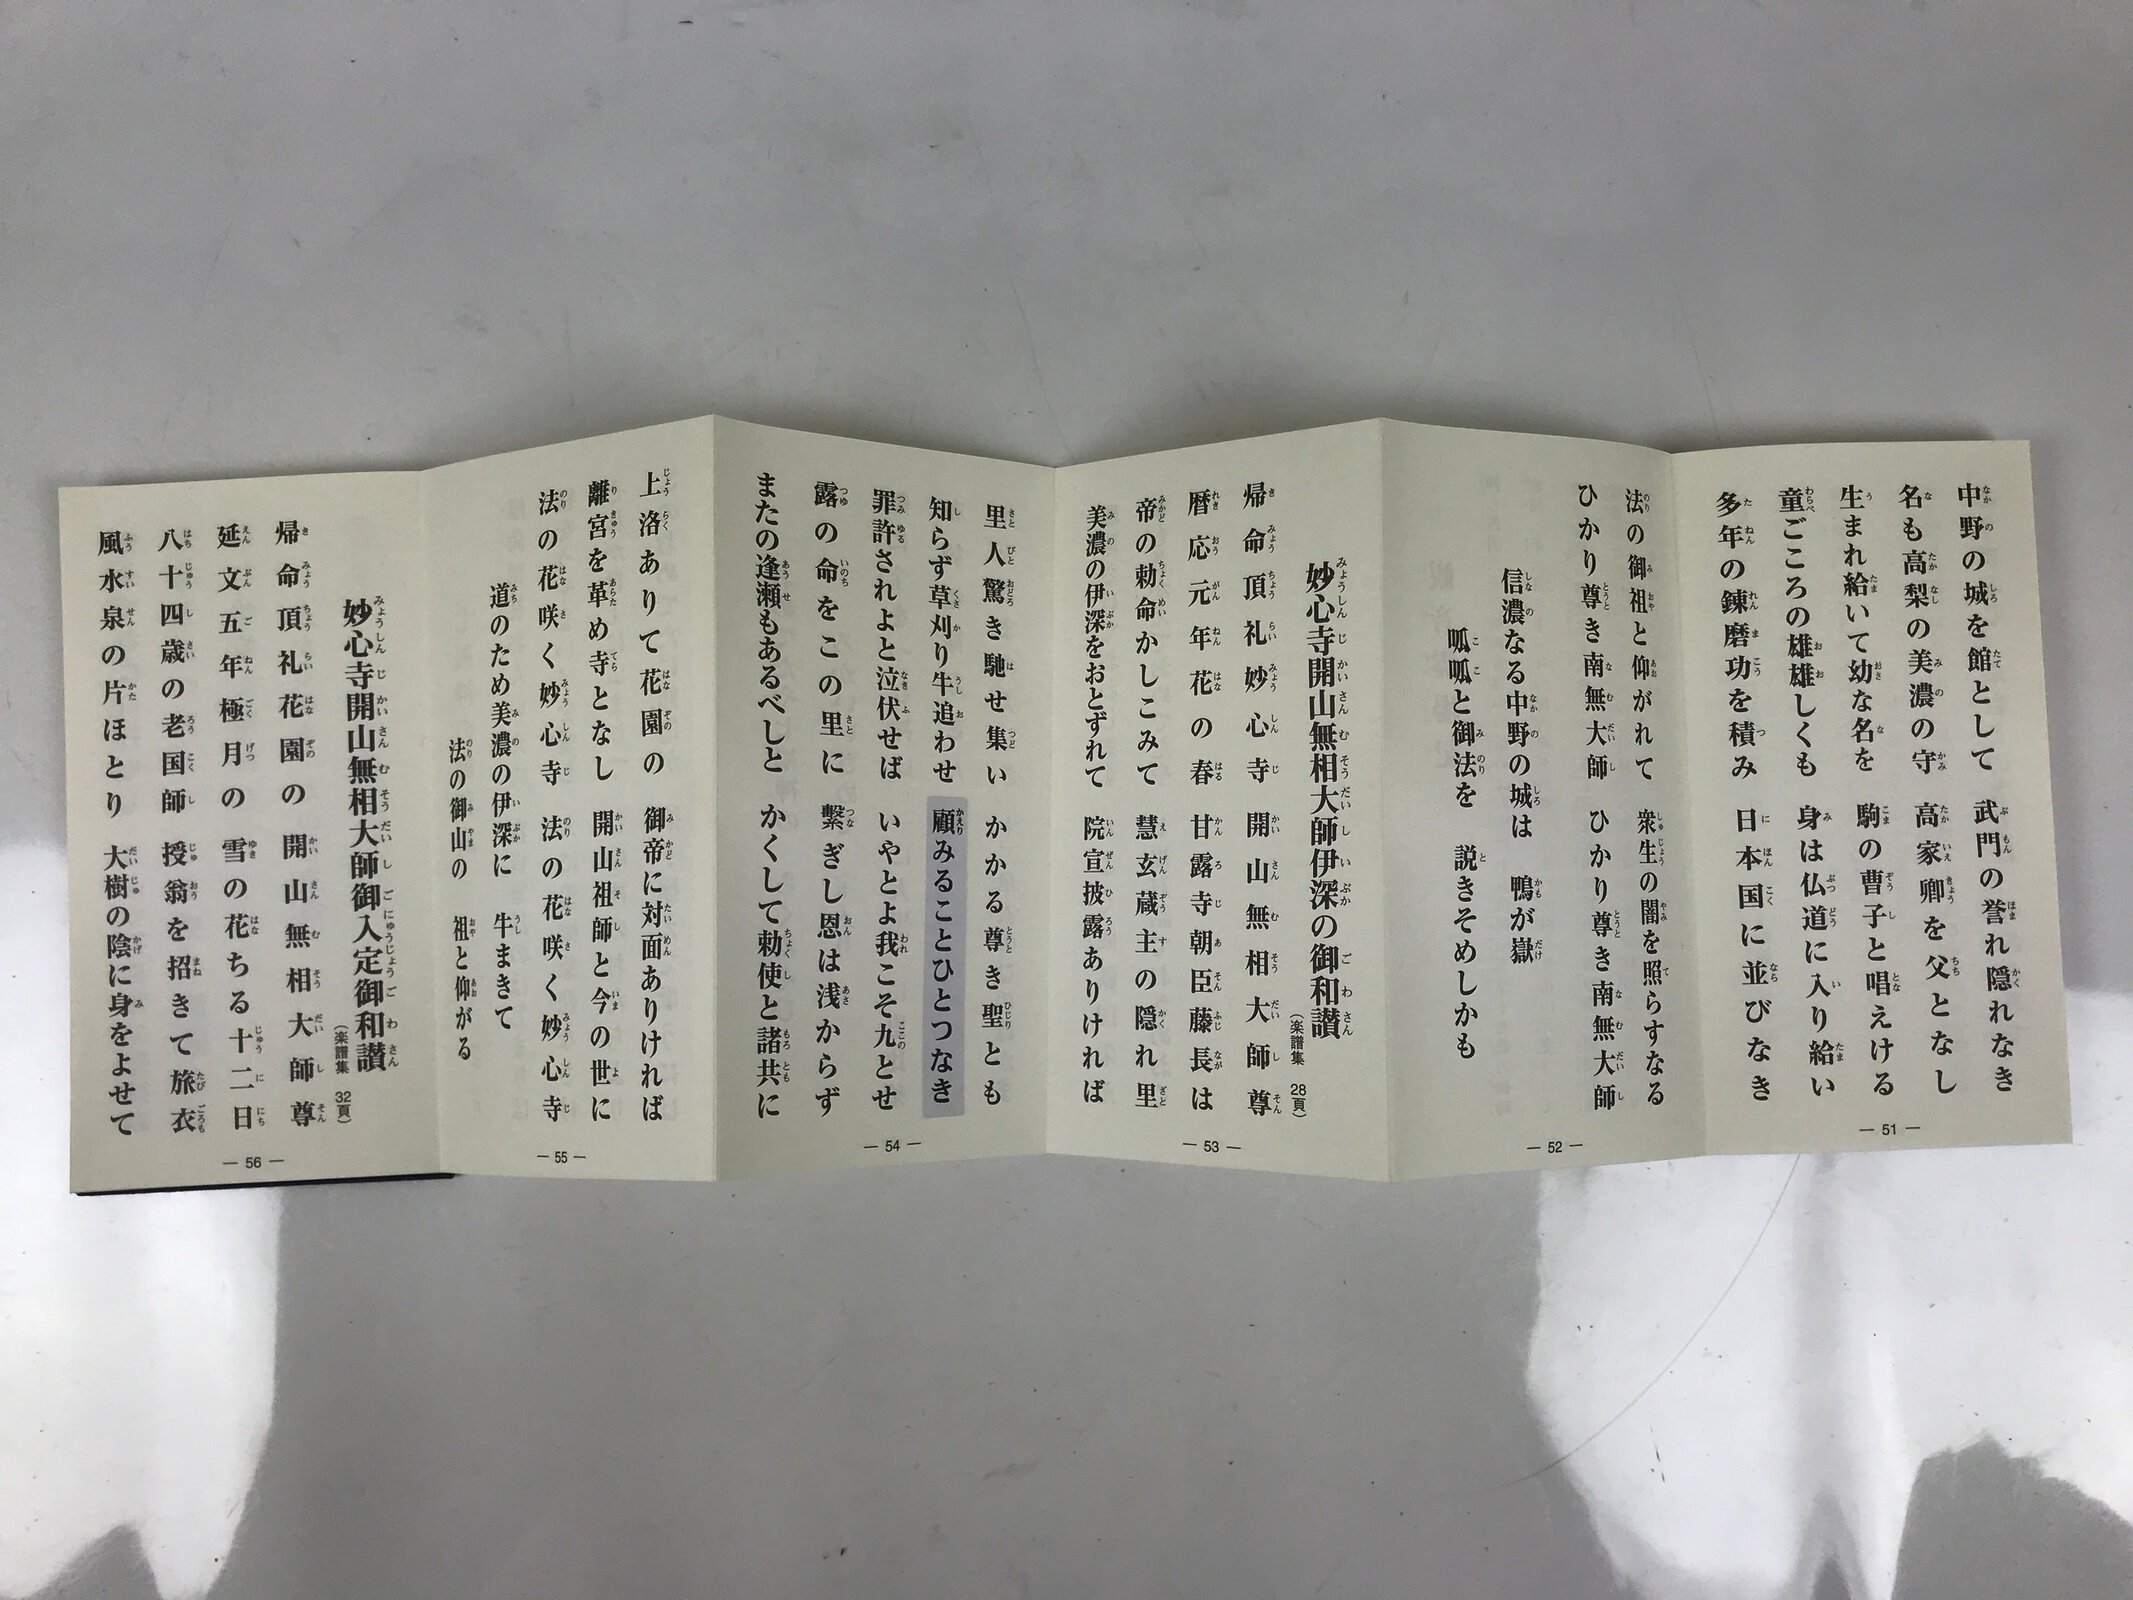 中野の城を館として 武門の誉れ隠れなき
名も高梨の美濃の守 高家卿を父となし
生まれ給いて幼な名を 駒の曹子と唱えける
童ごころの雄雄しくも 身は仏道に入り給い
多年の錬磨功を積み 日本国に並びなき
― 51 ―
法の御祖と仰がれて 衆生の闇を照らすなる
ひかり尊き南無大師 ひかり尊き南無大師
信濃なる中野の城は 鴨が嶽
呱呱と御法を 説きそめしかも
― 52 ―
妙心寺開山無相大師伊深の御和讃
(楽譜集 28頁)
帰命頂礼妙心寺 開山無相大師尊
暦応元年花の春 甘露寺朝臣藤長は
帝の勅命かしこみて 慧玄蔵主の隠れ里
美濃の伊深をおとずれて 院宣披露ありければ
― 53 ―
里人驚き馳せ集い かかる尊き聖とも
知らず草刈り牛追わせ 顧みることひとつなき
罪許されよと泣伏せば いやとよ我こそ九とせ
露の命をこの里に 繋ぎし恩は浅からず
またの逢瀬もあるべしと かくして勅使と諸共に
― 54 ―
上洛ありて花園の 御帝に対面ありければ
離宮を革め寺となし 開山祖師と今の世に
法の花咲く妙心寺 法の花咲く妙心寺
道のため美濃の伊深に 牛まきて
法の御山の 祖と仰がる
― 55 ―
妙心寺開山無相大師御入定御和讃
(楽譜集 32頁)
帰命頂礼花園の 開山無相大師尊
延文五年極月の 雪の花ちる十二日
八十四歳の老国師 授翁を招きて旅衣
風水泉の片ほとり 大樹の陰に身をよせて
― 56 ―